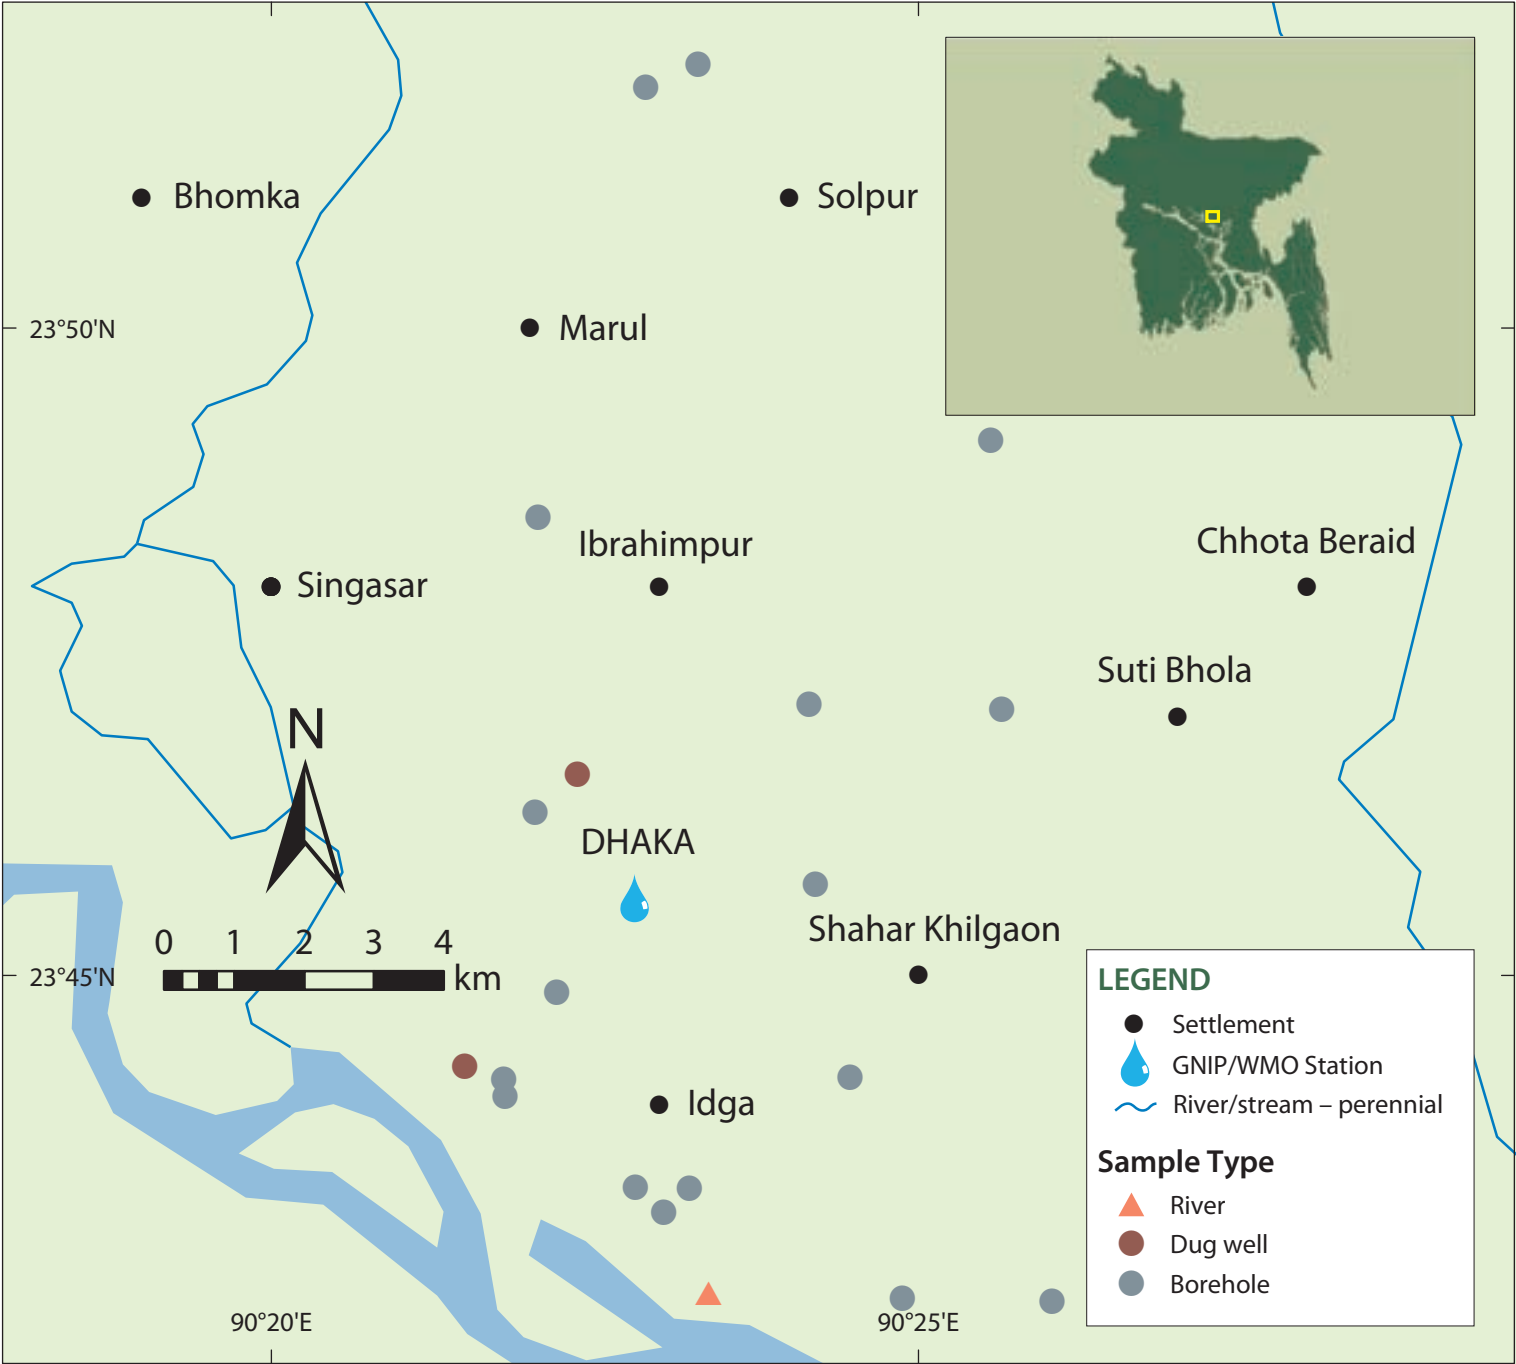 Bhomka
Solpur
23°50'N
Marul
Ibrahimpur
Chhota Beraid
Singasar
Suti Bhola
N
DHAKA
Shahar Khilgaon
0 1 2 3 4
km
23°45'N
Idga
90°20'E
90°25'E
LEGEND
Settlement
GNIP/WMO Station
River/stream – perennial
Sample Type
River
Dug well
Borehole